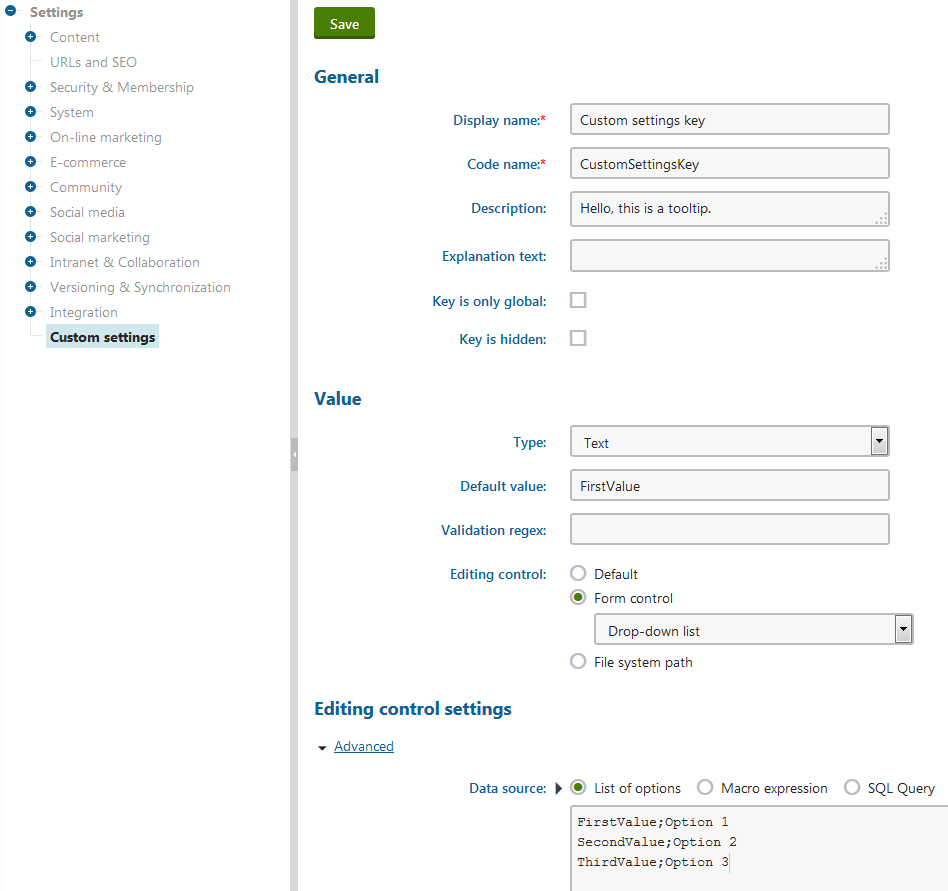 Settings
Content
URLs and SEO
Security & Membership
System
On-line marketing
E-commerce
Community
Social media
Social marketing
Intranet & Collaboration
Versioning & Synchronization
Integration
Custom settings
Save
General
Display name:* Custom settings key
Code name:* CustomSettingsKey
Description: Hello, this is a tooltip.
Explanation text:
Key is only global:
Key is hidden:
Value
Type: Text
Default value: FirstValue
Validation regex:
Editing control: Default
Form control
Drop-down list
File system path
Editing control settings
Advanced
Data source: List of options Macro expression SQL Query
FirstValue;Option 1
SecondValue;Option 2
ThirdValue;Option 3